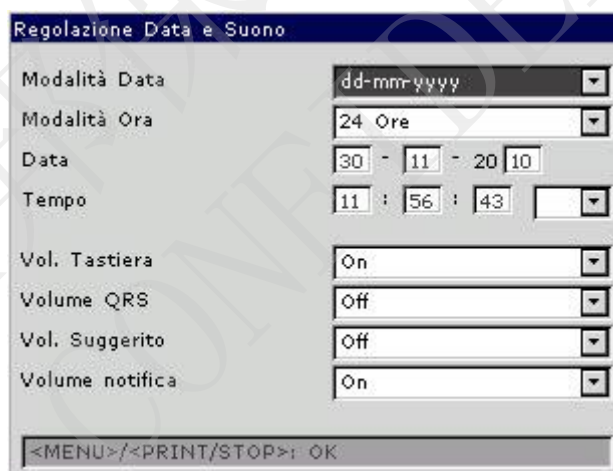 Regolazione Data e Suono
Modalità Data dd-mm-yyyy
Modalità Ora 24 Ore
Data 30 - 11 - 20 10
Tempo 11 : 56 : 43
Vol. Tastiera On
Volume QRS Off
Vol. Suggerito Off
Volume notifica On
<MENU>/<PRINT/STOP>: OK